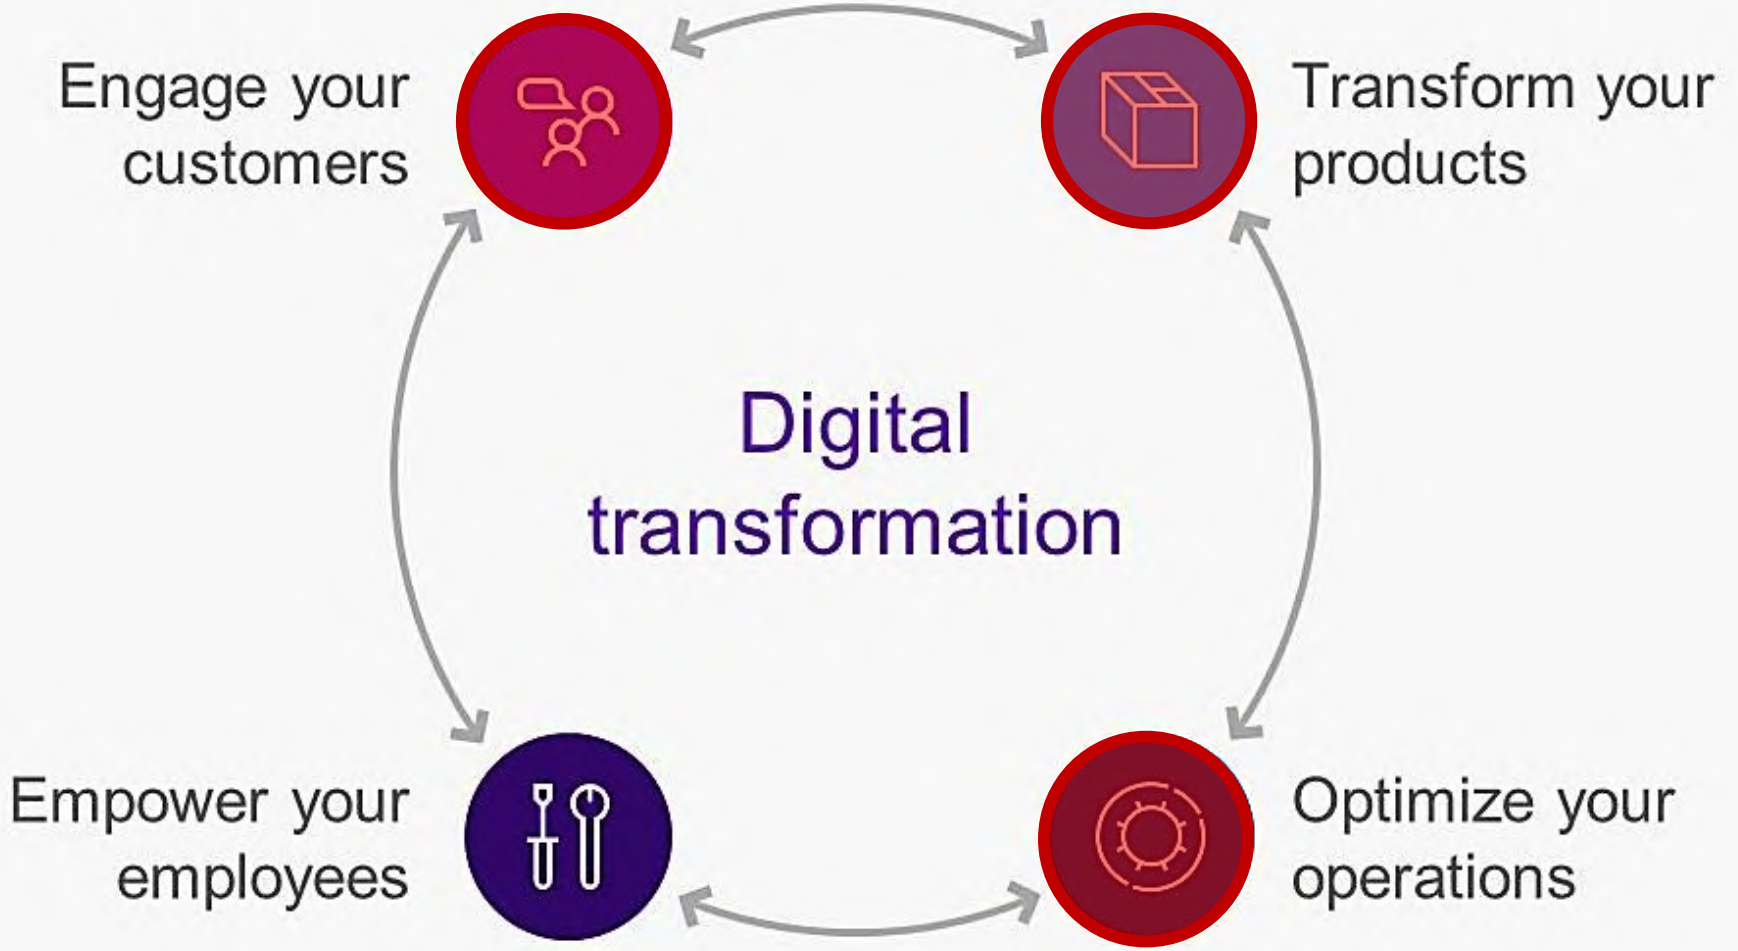 Engage your
customers
Transform your
products
Digital
transformation
Empower your
employees
Optimize your
operations